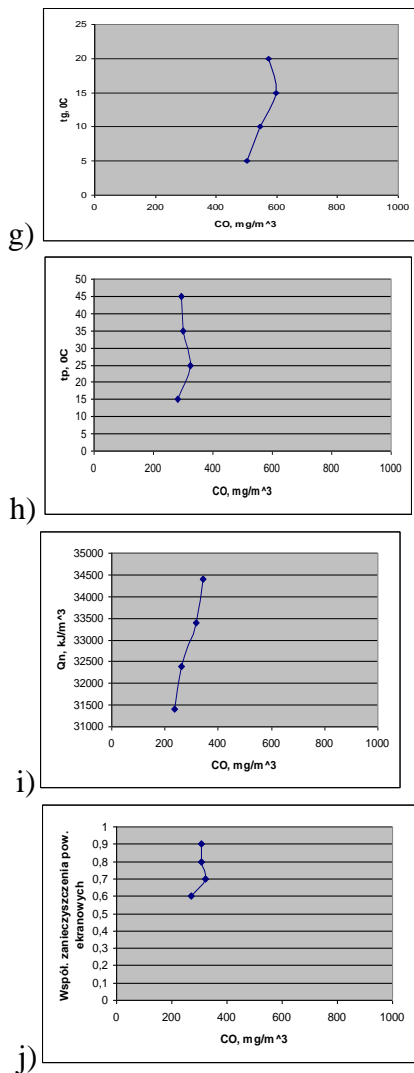 25
20
15
10
5
0
tg, 0C
0 200 400 600 800 1000
CO, mg/m^3
g)
50
45
40
35
30
25
20
15
10
5
0
tp, 0C
0 200 400 600 800 1000
CO, mg/m^3
h)
35000
34500
34000
33500
33000
32500
32000
31500
31000
Qn, kJ/m^3
0 200 400 600 800 1000
CO, mg/m^3
i)
1
0,9
0,8
0,7
0,6
0,5
0,4
0,3
0,2
0,1
0
Współ. zanieczyszczenia pow.
ekranowych
0 200 400 600 800 1000
CO, mg/m^3
j)